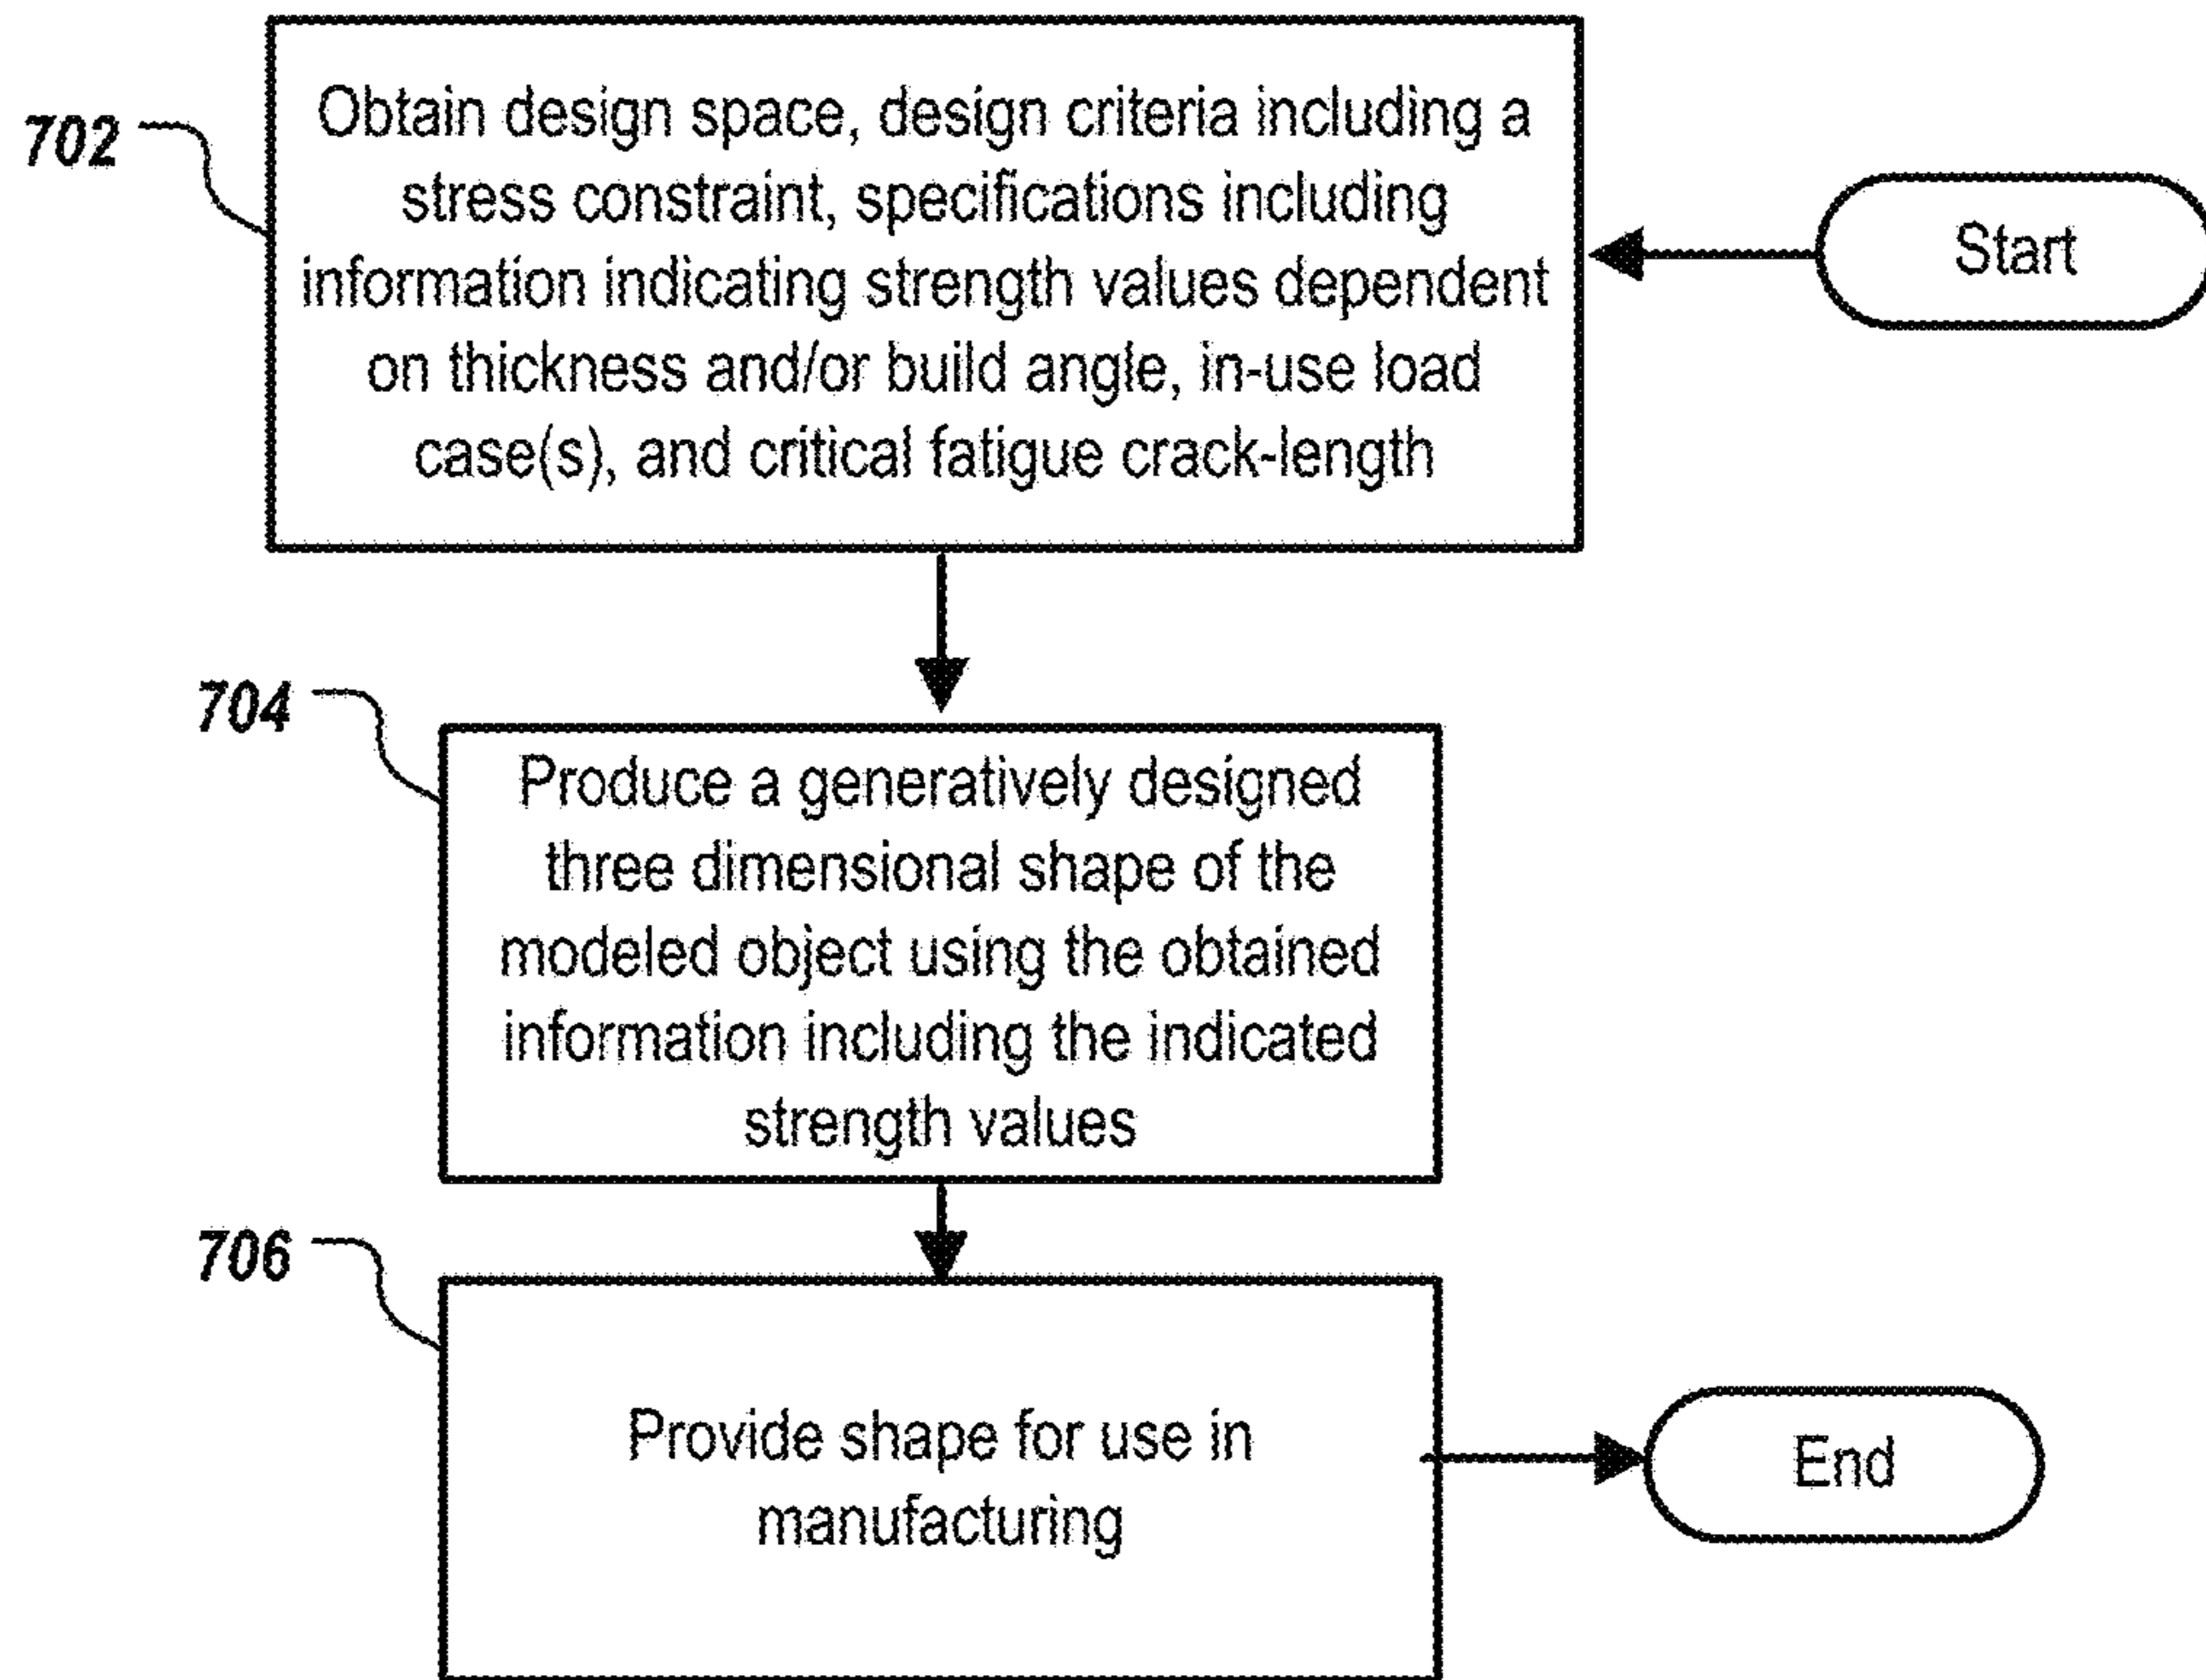 702
Obtain design space, design criteria including a
stress constraint, specifications including
information indicating strength values dependent
on thickness and/or build angle, in-use load
case(s), and critical fatigue crack-length
Start
704
Produce a generatively designed
three dimensional shape of the
modeled object using the obtained
information including the indicated
strength values
706
Provide shape for use in
manufacturing
End